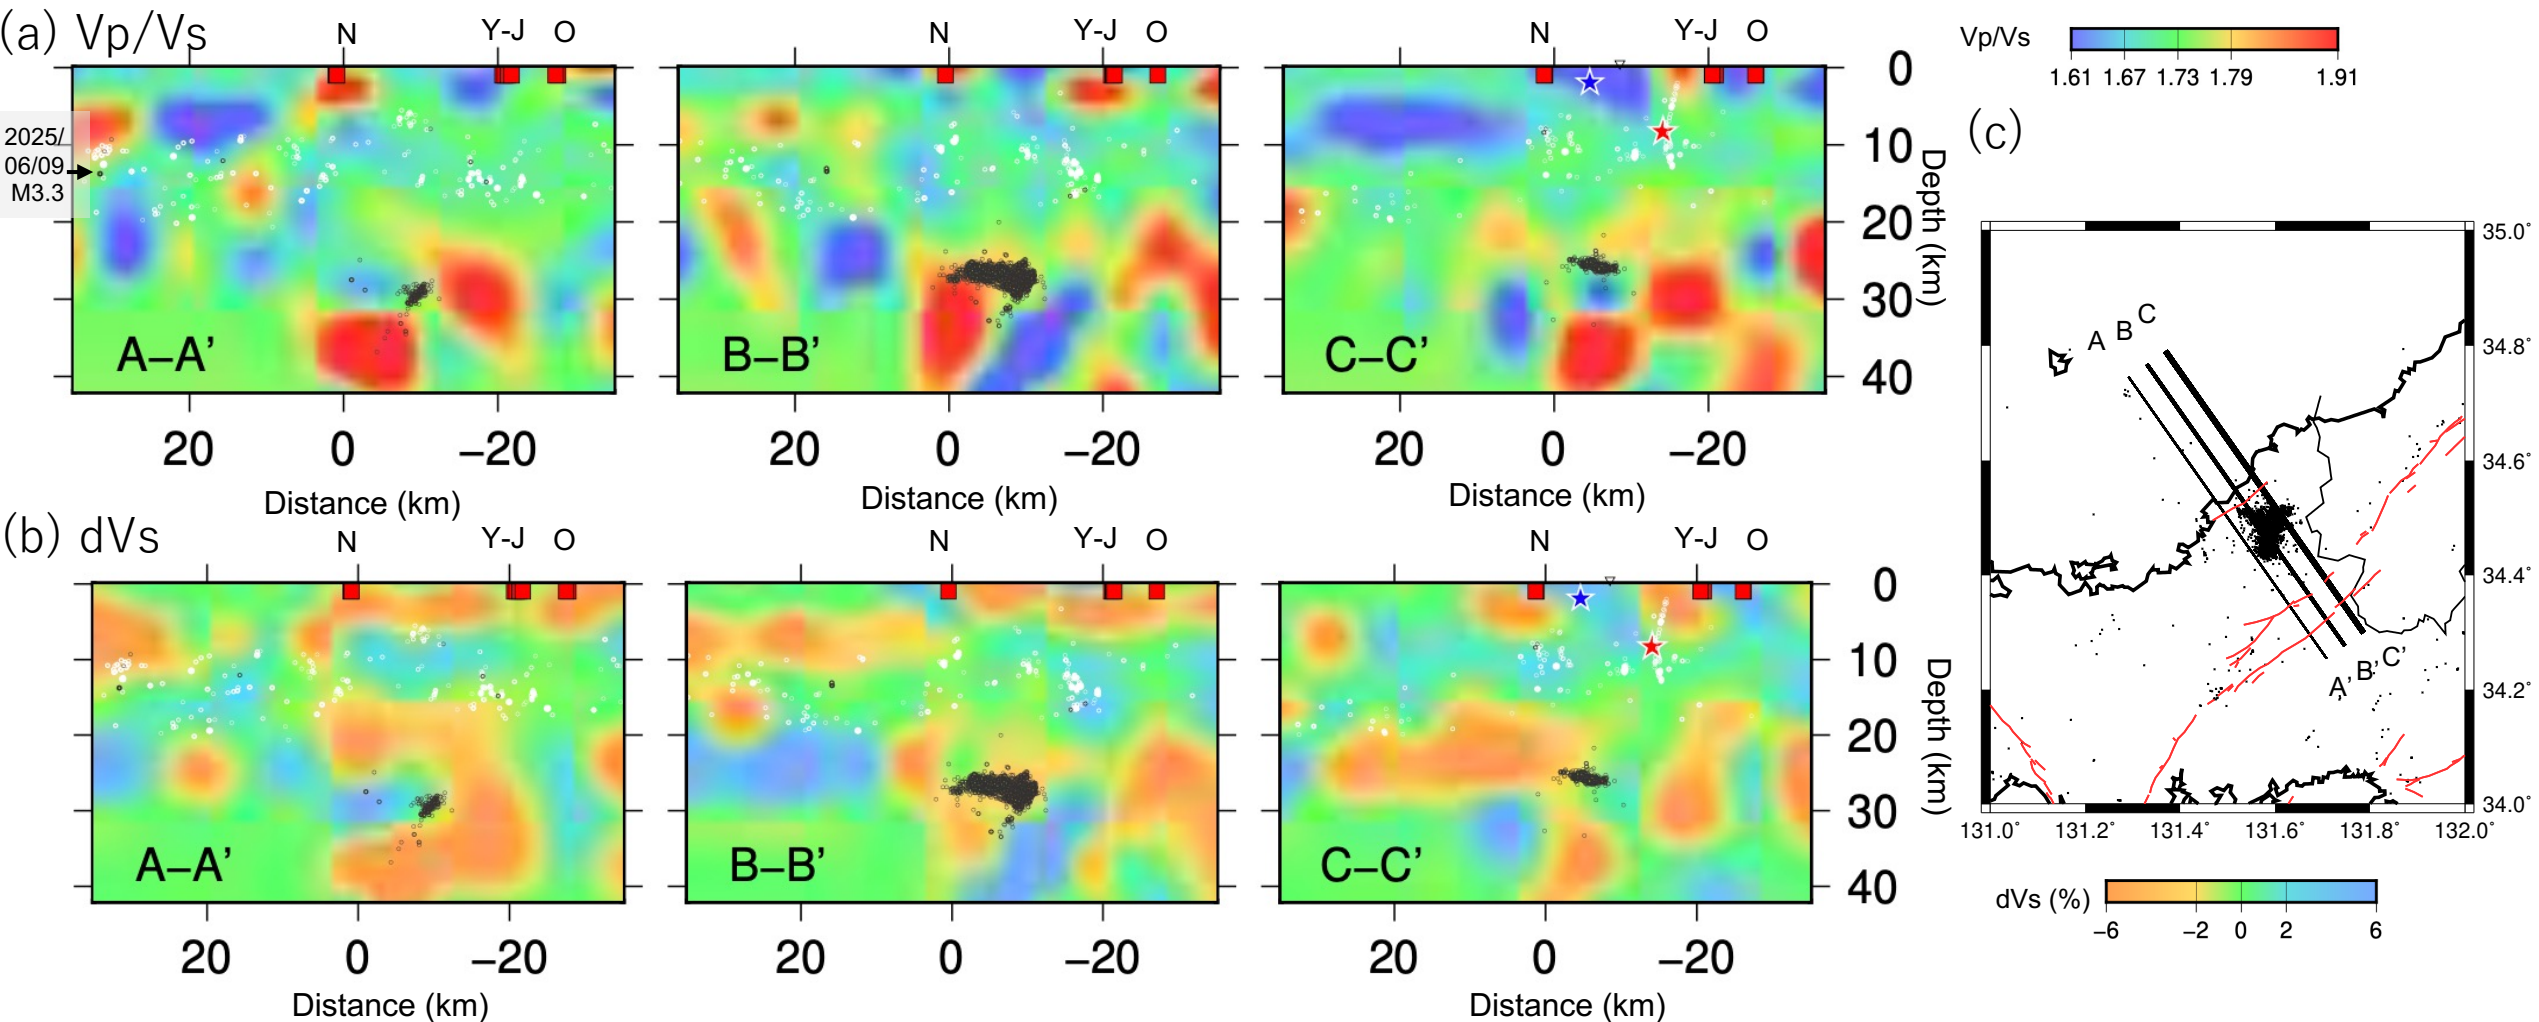 (a) Vp/Vs
N Y-J O
N Y-J O
N Y-J O
Vp/Vs
1.61 1.67 1.73 1.79 1.91
2025/
06/09
M3.3
A–A’
B–B’
C–C’
0
10
20
30
40
Depth (km)
20 0 –20
20 0 –20
20 0 –20
Distance (km)
Distance (km)
Distance (km)
(b) dVs
N Y-J O
N Y-J O
N Y-J O
A–A’
B–B’
C–C’
0
10
20
30
40
Depth (km)
20 0 –20
20 0 –20
20 0 –20
Distance (km)
Distance (km)
(c)
A B C
A’ B’ C’
35.0°
34.8°
34.6°
34.4°
34.2°
34.0°
131.0° 131.2° 131.4° 131.6° 131.8° 132.0°
dVs (%)
−6 −2 0 2 6